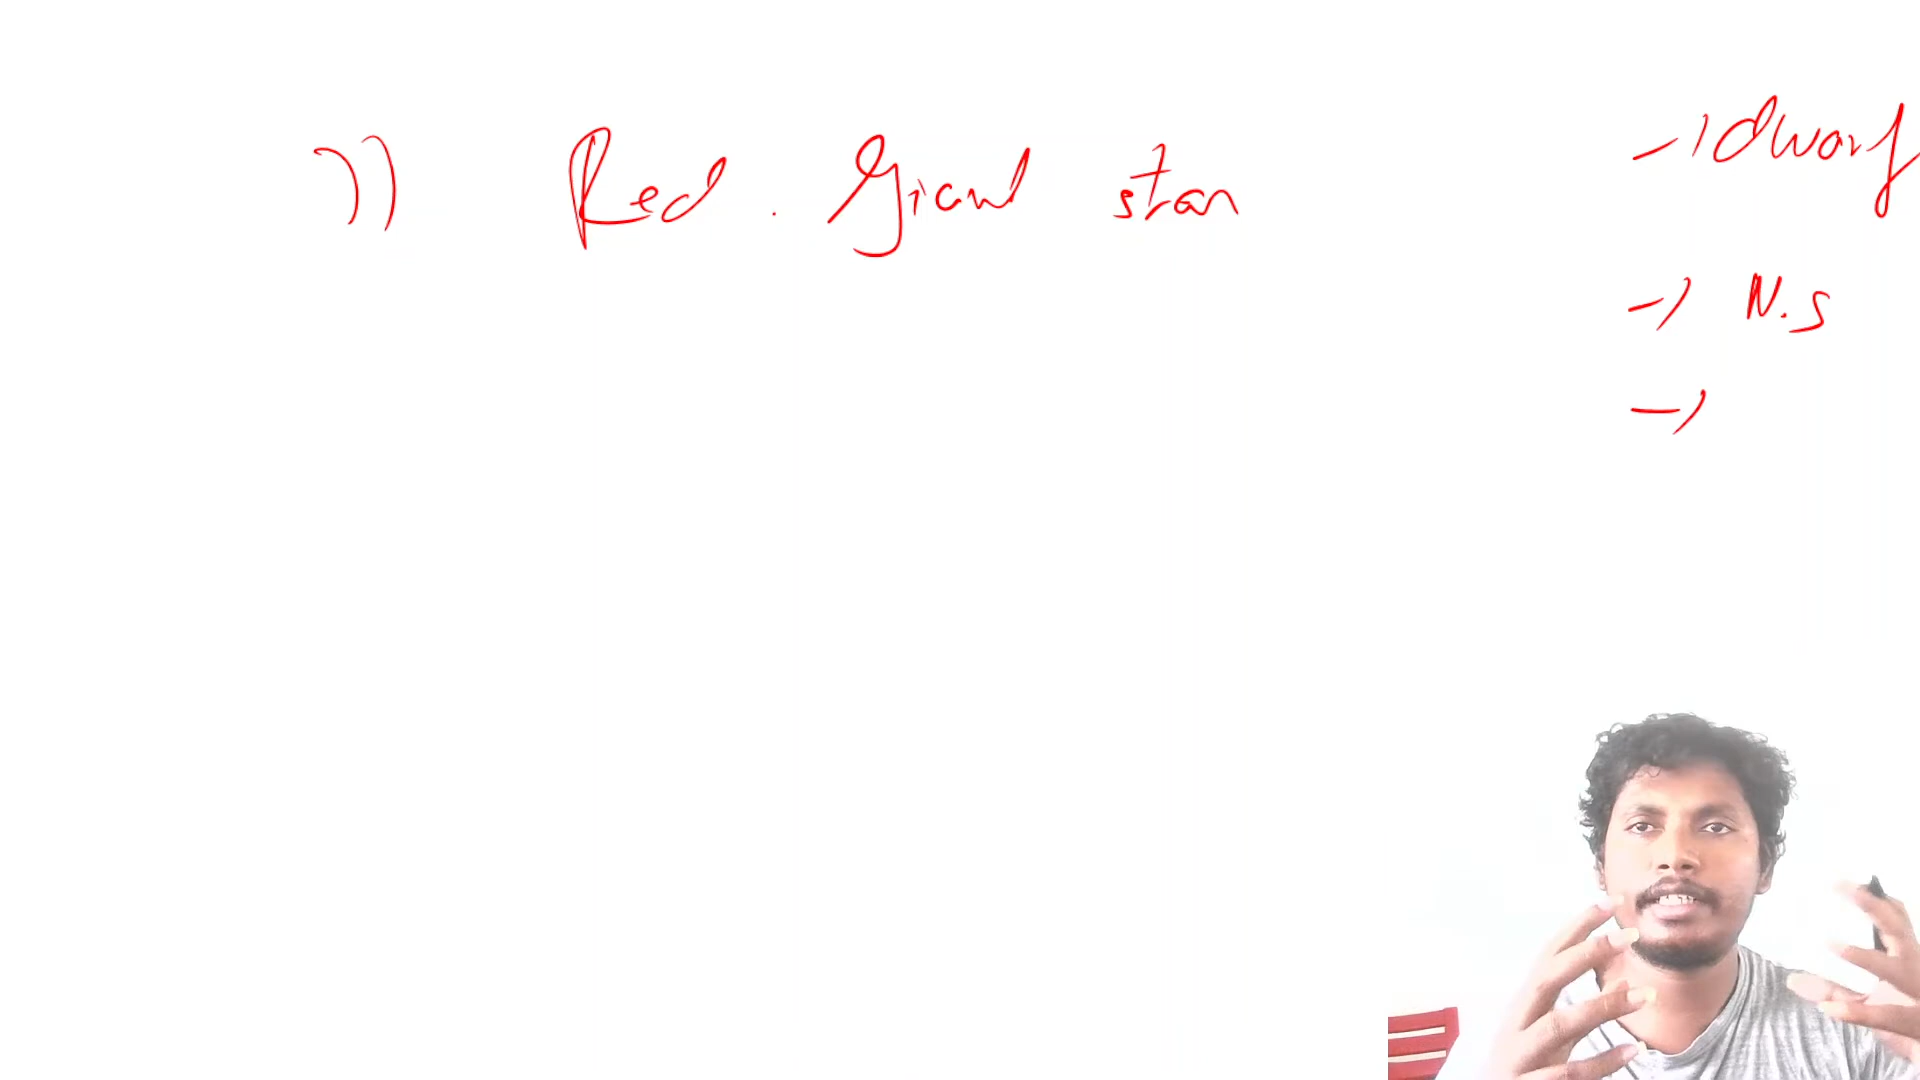 )) Red. Giant star
→ dwarf
→ N.S
→